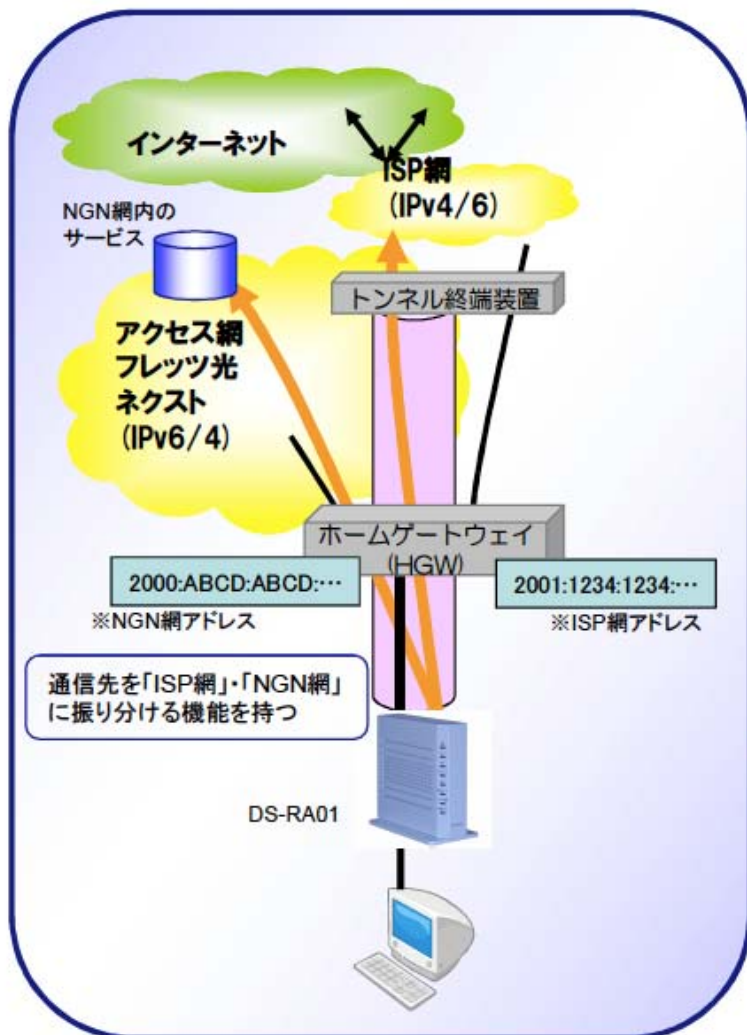 インターネット
ISP網
(IPv4/6)
NGN網内の
サービス
トンネル終端装置
アクセス網
フレッツ光
ネクスト
(IPv6/4)
ホームゲートウェイ
(HGW)
2000:ABCD:ABCD:…
2001:1234:1234:…
※NGN網アドレス
※ISP網アドレス
通信先を「ISP網」・「NGN網」
に振り分ける機能を持つ
DS-RA01